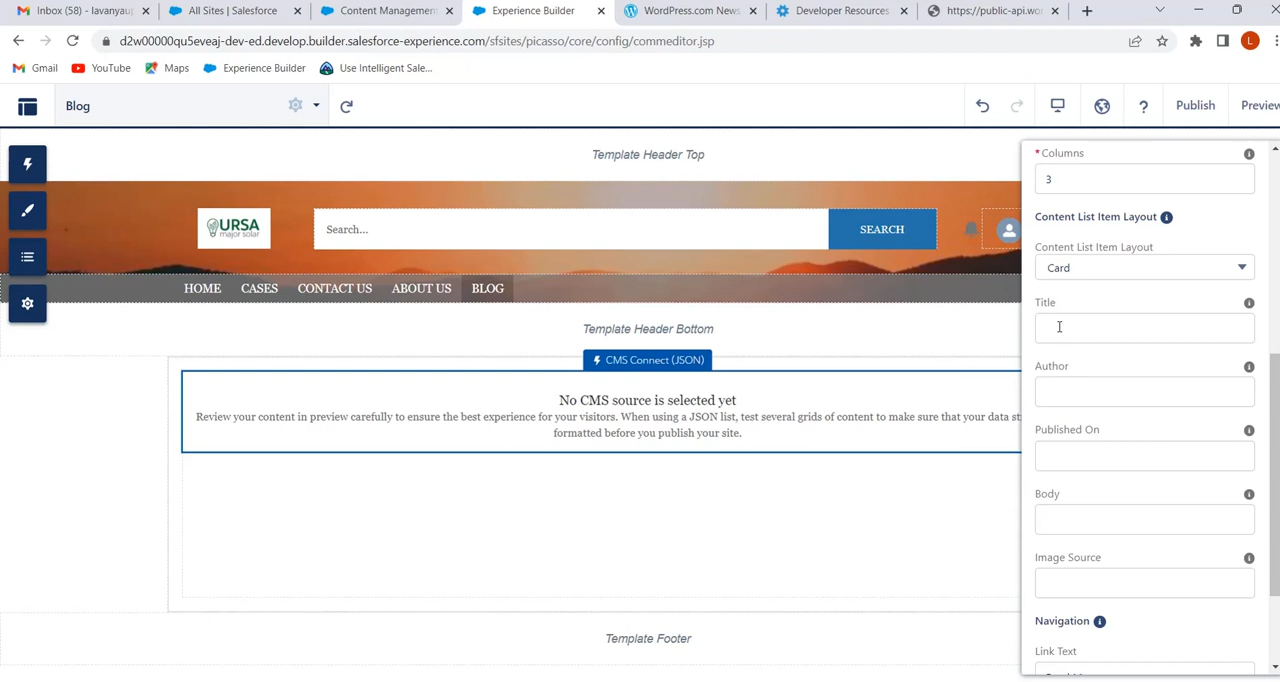 Inbox (58) - lavanyaup
All Sites | Salesforce
Content Managemen
Experience Builder
WordPress.com News
Developer Resources
https://public-api.wo
d2w00000qu5eveaj-dev-ed.develop.builder.salesforce-experience.com/sfsites/picasso/core/config/commeditor.jsp
L
Gmail
YouTube
Maps
Experience Builder
Use Intelligent Sale...
Blog
?
Publish
Preview
Template Header Top
URSA
major solar
Search...
SEARCH
HOME
CASES
CONTACT US
ABOUT US
BLOG
Template Header Bottom
CMS Connect (JSON)
No CMS source is selected yet
Review your content in preview carefully to ensure the best experience for your visitors. When using a JSON list, test several grids of content to make sure that your data st
formatted before you publish your site.
Template Footer
*Columns
3
Content List Item Layout
Content List Item Layout
Card
Title
Author
Published On
Body
Image Source
Navigation
Link Text